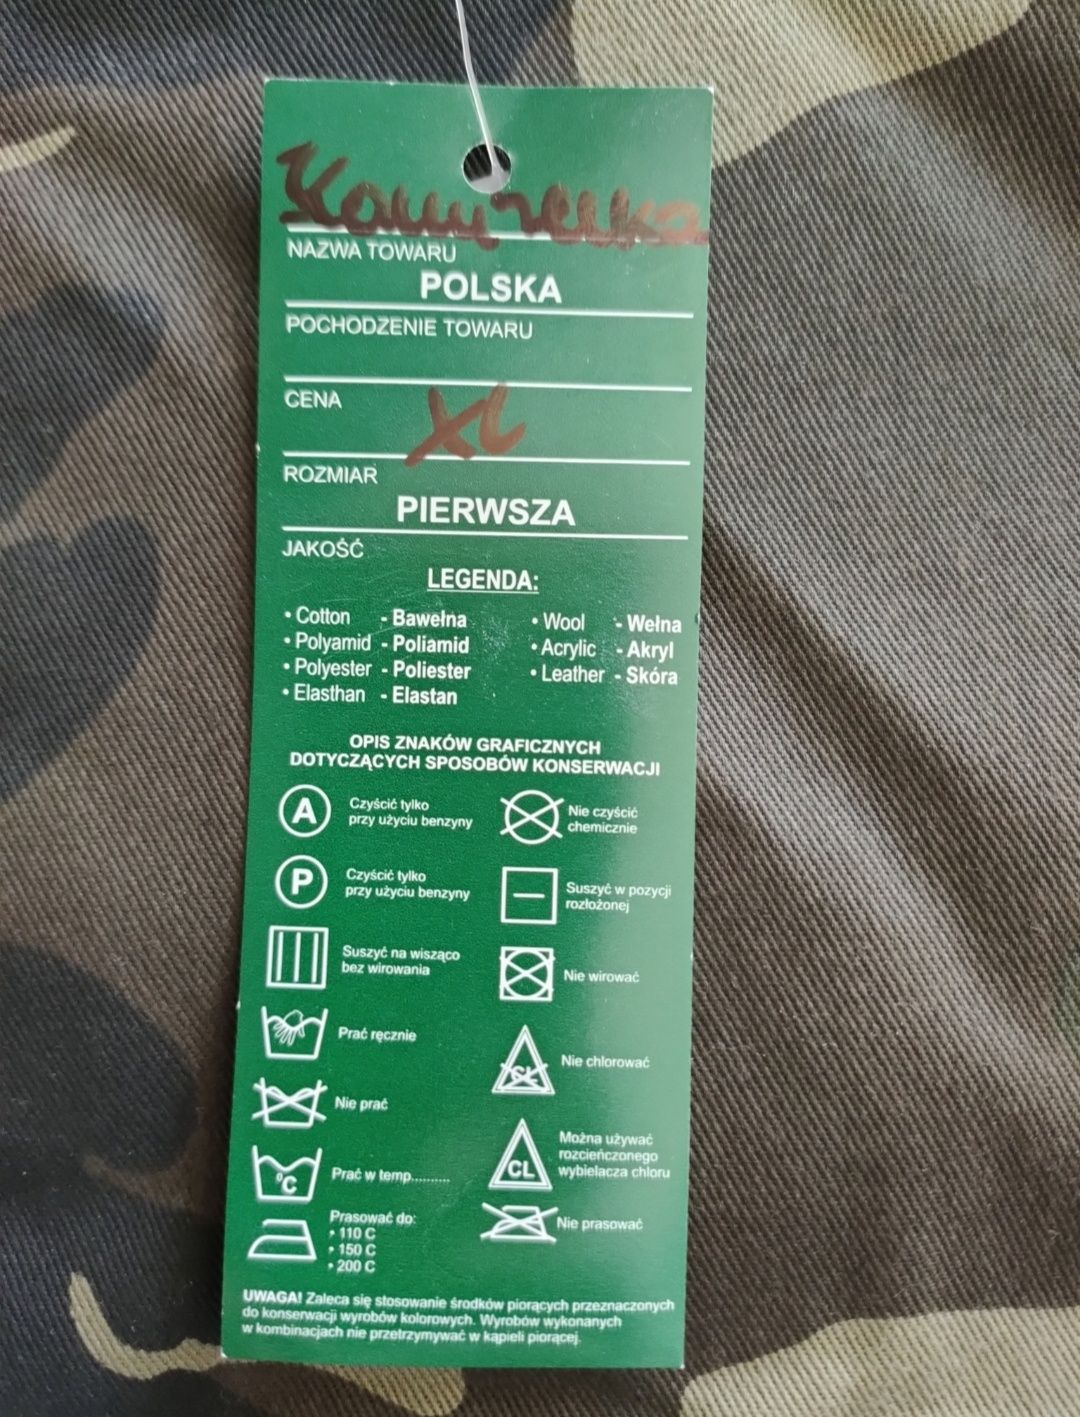 Kamizelka
NAZWA TOWARU
POLSKA
POCHODZENIE TOWARU
CENA
XL
ROZMIAR
PIERWSZA
JAKOŚĆ
LEGENDA:
• Cotton - Bawełna
• Polyamid - Poliamid
• Polyester - Poliester
• Elasthan - Elastan
• Wool - Wełna
• Acrylic - Akryl
• Leather - Skóra
OPIS ZNAKÓW GRAFICZNYCH
DOTYCZĄCYCH SPOSOBÓW KONSERWACJI
A
Czyścić tylko
przy użyciu benzyny
P
Czyścić tylko
przy użyciu benzyny
Suszyć na wisząco
bez wirowania
Prać ręcznie
Nie prać
°C
Prać w temp..........
Prasować do:
• 110 C
• 150 C
• 200 C
Nie czyścić
chemicznie
Suszyć w pozycji
rozłożonej
Nie wirować
CL
Nie chlorować
CL
Można używać
rozcieńczonego
wybielacza chloru
Nie prasować
UWAGA! Zaleca się stosowanie środków piorących przeznaczonych
do konserwacji wyrobów kolorowych. Wyrobów wykonanych
w kombinacjach nie przetrzymywać w kąpieli piorącej.